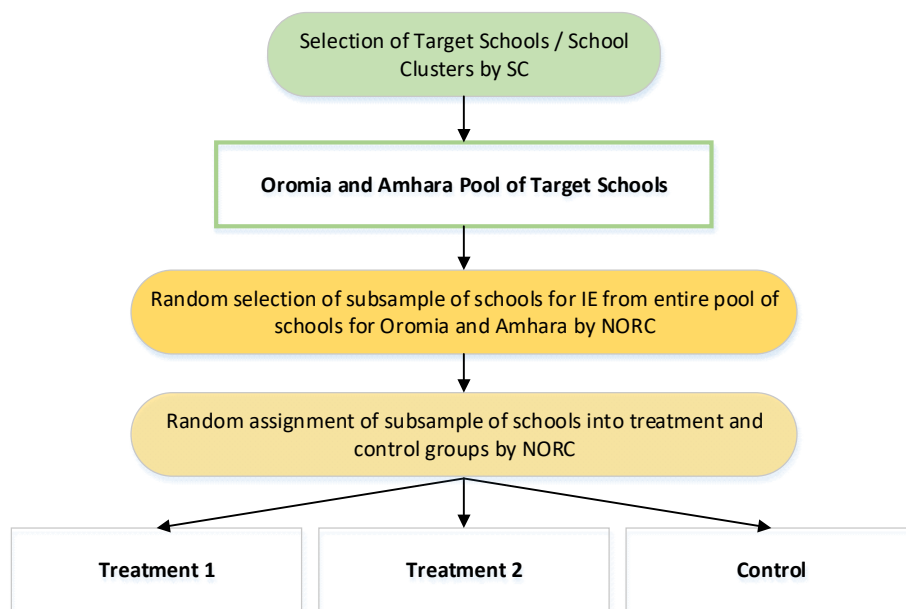 Selection of Target Schools / School
Clusters by SC
Oromia and Amhara Pool of Target Schools
Random selection of subsample of schools for IE from entire pool of
schools for Oromia and Amhara by NORC
Random assignment of subsample of schools into treatment and
control groups by NORC
Treatment 1
Treatment 2
Control